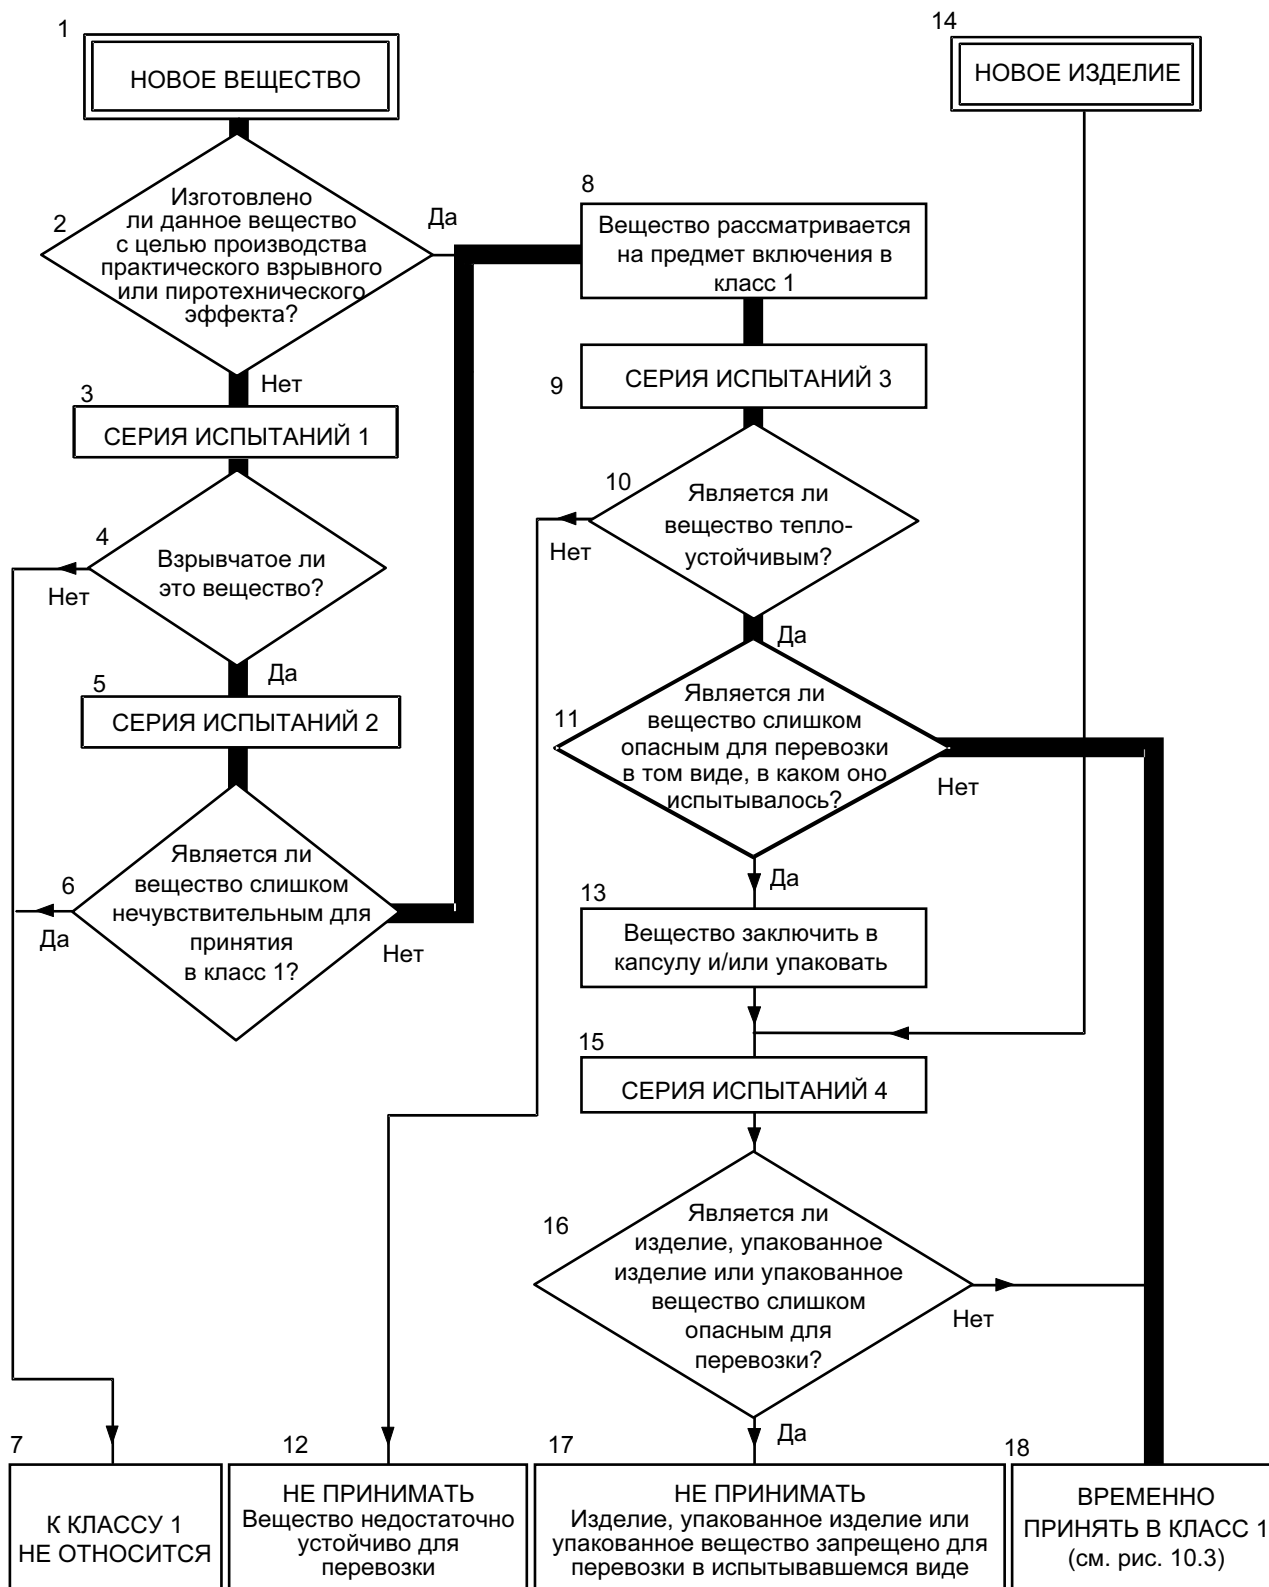 1
НОВОЕ ВЕЩЕСТВО
14
НОВОЕ ИЗДЕЛИЕ
2
Изготовлено
ли данное вещество
с целью производства
практического взрывного
или пиротехнического
эффекта?
Да
Нет
8
Вещество рассматривается
на предмет включения в
класс 1
3
СЕРИЯ ИСПЫТАНИЙ 1
9
СЕРИЯ ИСПЫТАНИЙ 3
4
Взрывчатое ли
это вещество?
Нет
Да
10
Является ли
вещество тепло-
устойчивым?
Нет
Да
5
СЕРИЯ ИСПЫТАНИЙ 2
11
Является ли
вещество слишком
опасным для перевозки
в том виде, в каком оно
испытывалось?
Нет
Да
6
Является ли
вещество слишком
нечувствительным для
принятия
в класс 1?
Да
Нет
13
Вещество заключить в
капсулу и/или упаковать
15
СЕРИЯ ИСПЫТАНИЙ 4
16
Является ли
изделие, упакованное
изделие или упакованное
вещество слишком
опасным для
перевозки?
Нет
Да
7
К КЛАССУ 1
НЕ ОТНОСИТСЯ
12
НЕ ПРИНИМАТЬ
Вещество недостаточно
устойчиво для
перевозки
17
НЕ ПРИНИМАТЬ
Изделие, упакованное изделие или
упакованное вещество запрещено для
перевозки в испытывавшемся виде
18
ВРЕМЕННО
ПРИНЯТЬ В КЛАСС 1
(см. рис. 10.3)